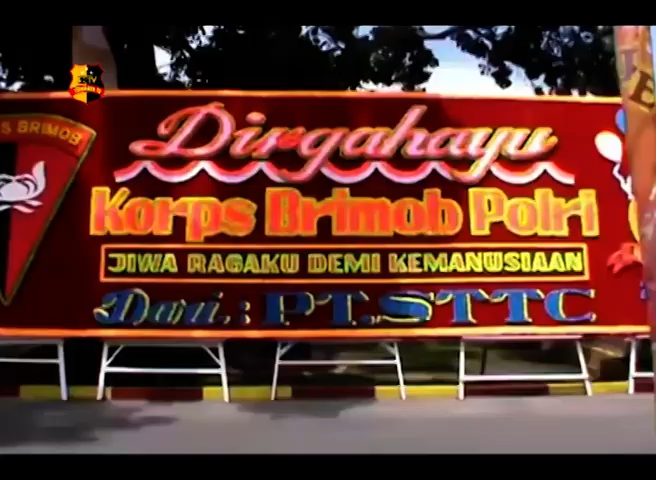 S BRIMOB
Dirgahayu
Korps Brimob Polri
JIWA RAGAKU DEMI KEMANUSIAAN
Dari : PT. STTC